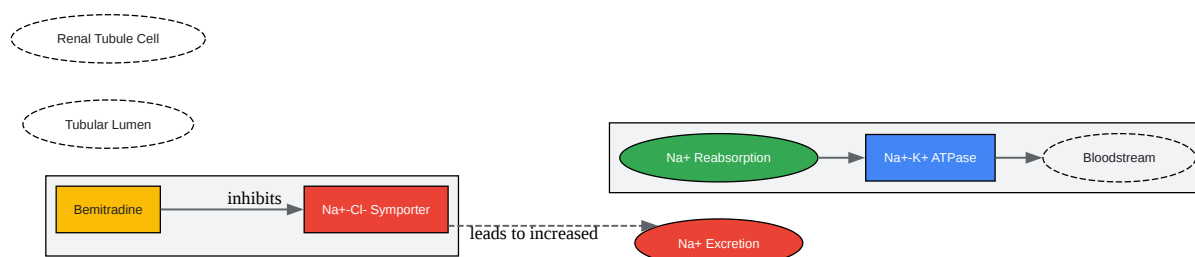 Renal Tubule Cell
Tubular Lumen
Na+ Reabsorption
Na+-K+ ATPase
Bloodstream
Bemitradine
inhibits
Na+-Cl- Symporter
leads to increased
Na+ Excretion